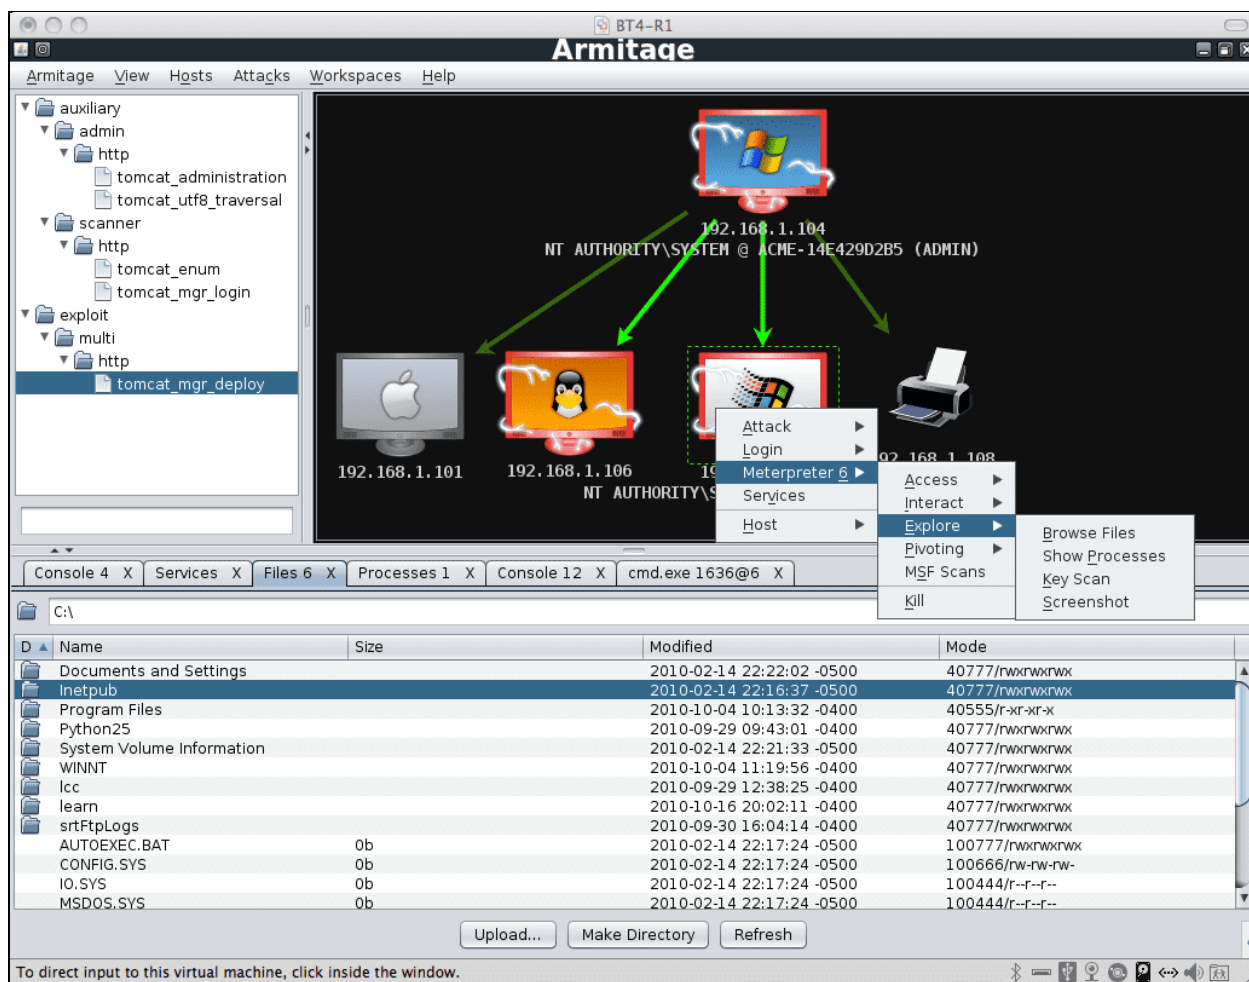 BT4-R1
Armitage
Armitage View Hosts Attacks Workspaces Help
auxiliary
admin
http
tomcat_administration
tomcat_utf8_traversal
scanner
http
tomcat_enum
tomcat_mgr_login
exploit
multi
http
tomcat_mgr_deploy
192.168.1.104
NT AUTHORITY\SYSTEM @ ACME-14E429D2B5 (ADMIN)
192.168.1.101
192.168.1.106
NT AUTHORITY\S
92.168.1.108
Attack
Login
Meterpreter 6
Services
Host
Access
Interact
Explore
Pivoting
MSF Scans
Kill
Browse Files
Show Processes
Key Scan
Screenshot
Console 4 X Services X Files 6 X Processes 1 X Console 12 X cmd.exe 1636@6 X
C:\
D Name Size Modified Mode
Documents and Settings 2010-02-14 22:22:02 -0500 40777/rwxrwxrwx
Inetpub 2010-02-14 22:16:37 -0500 40777/rwxrwxrwx
Program Files 2010-10-04 10:13:32 -0400 40555/r-xr-xr-x
Python25 2010-09-29 09:43:01 -0400 40777/rwxrwxrwx
System Volume Information 2010-02-14 22:21:33 -0500 40777/rwxrwxrwx
WINNT 2010-10-04 11:19:56 -0400 40777/rwxrwxrwx
lcc 2010-09-29 12:38:25 -0400 40777/rwxrwxrwx
learn 2010-10-16 20:02:11 -0400 40777/rwxrwxrwx
srtFtpLogs 2010-09-30 16:04:14 -0400 40777/rwxrwxrwx
AUTOEXEC.BAT 0b 2010-02-14 22:17:24 -0500 100777/rwxrwxrwx
CONFIG.SYS 0b 2010-02-14 22:17:24 -0500 100666/rw-rw-rw-
IO.SYS 0b 2010-02-14 22:17:24 -0500 100444/r--r--r--
MSDOS.SYS 0b 2010-02-14 22:17:24 -0500 100444/r--r--r--
Upload... Make Directory Refresh
To direct input to this virtual machine, click inside the window.